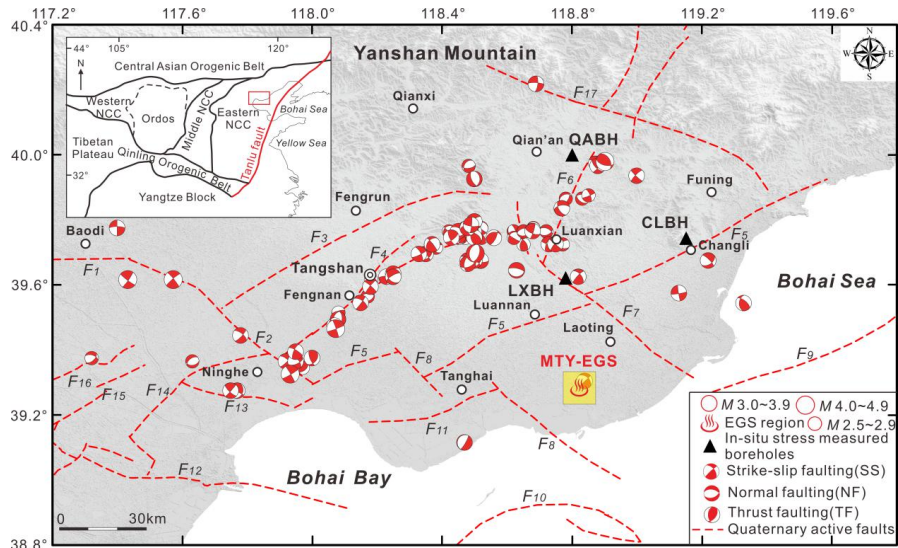 117.2 117.6 118.0 118.4 118.8 119.2 119.6
40.4°
40.0°
39.6°
39.2°
38.8°
44°
105°
120°
N
Central Asian Orogenic Belt
Western
NCC
Ordos
Middle NCC
Eastern
NCC
Bohai Sea
Yellow Sea
Tibetan
Plateau
Qinling Orogenic Belt
Tanlu fault
32°
Yangtze Block
Yanshan Mountain
N
W
E
S
Qianxi
F17
Qian'an
QABH
F6
Funing
Fengrun
CLBH
Baodi
F3
Luanxian
F5
Changli
F4
F1
Tangshan
Bohai Sea
Fengnan
LXBH
Luannan
F7
F2
F5
Laoting
F5
F8
MTY-EGS
F9
F16
F14
Ninghe
Tanghai
F15
F13
F11
F8
F12
Bohai Bay
F10
0 30km
M 3.0~3.9
M 4.0~4.9
EGS region
M 2.5~2.9
In-situ stress measured
boreholes
Strike-slip faulting(SS)
Normal faulting(NF)
Thrust faulting(TF)
Quaternary active faults